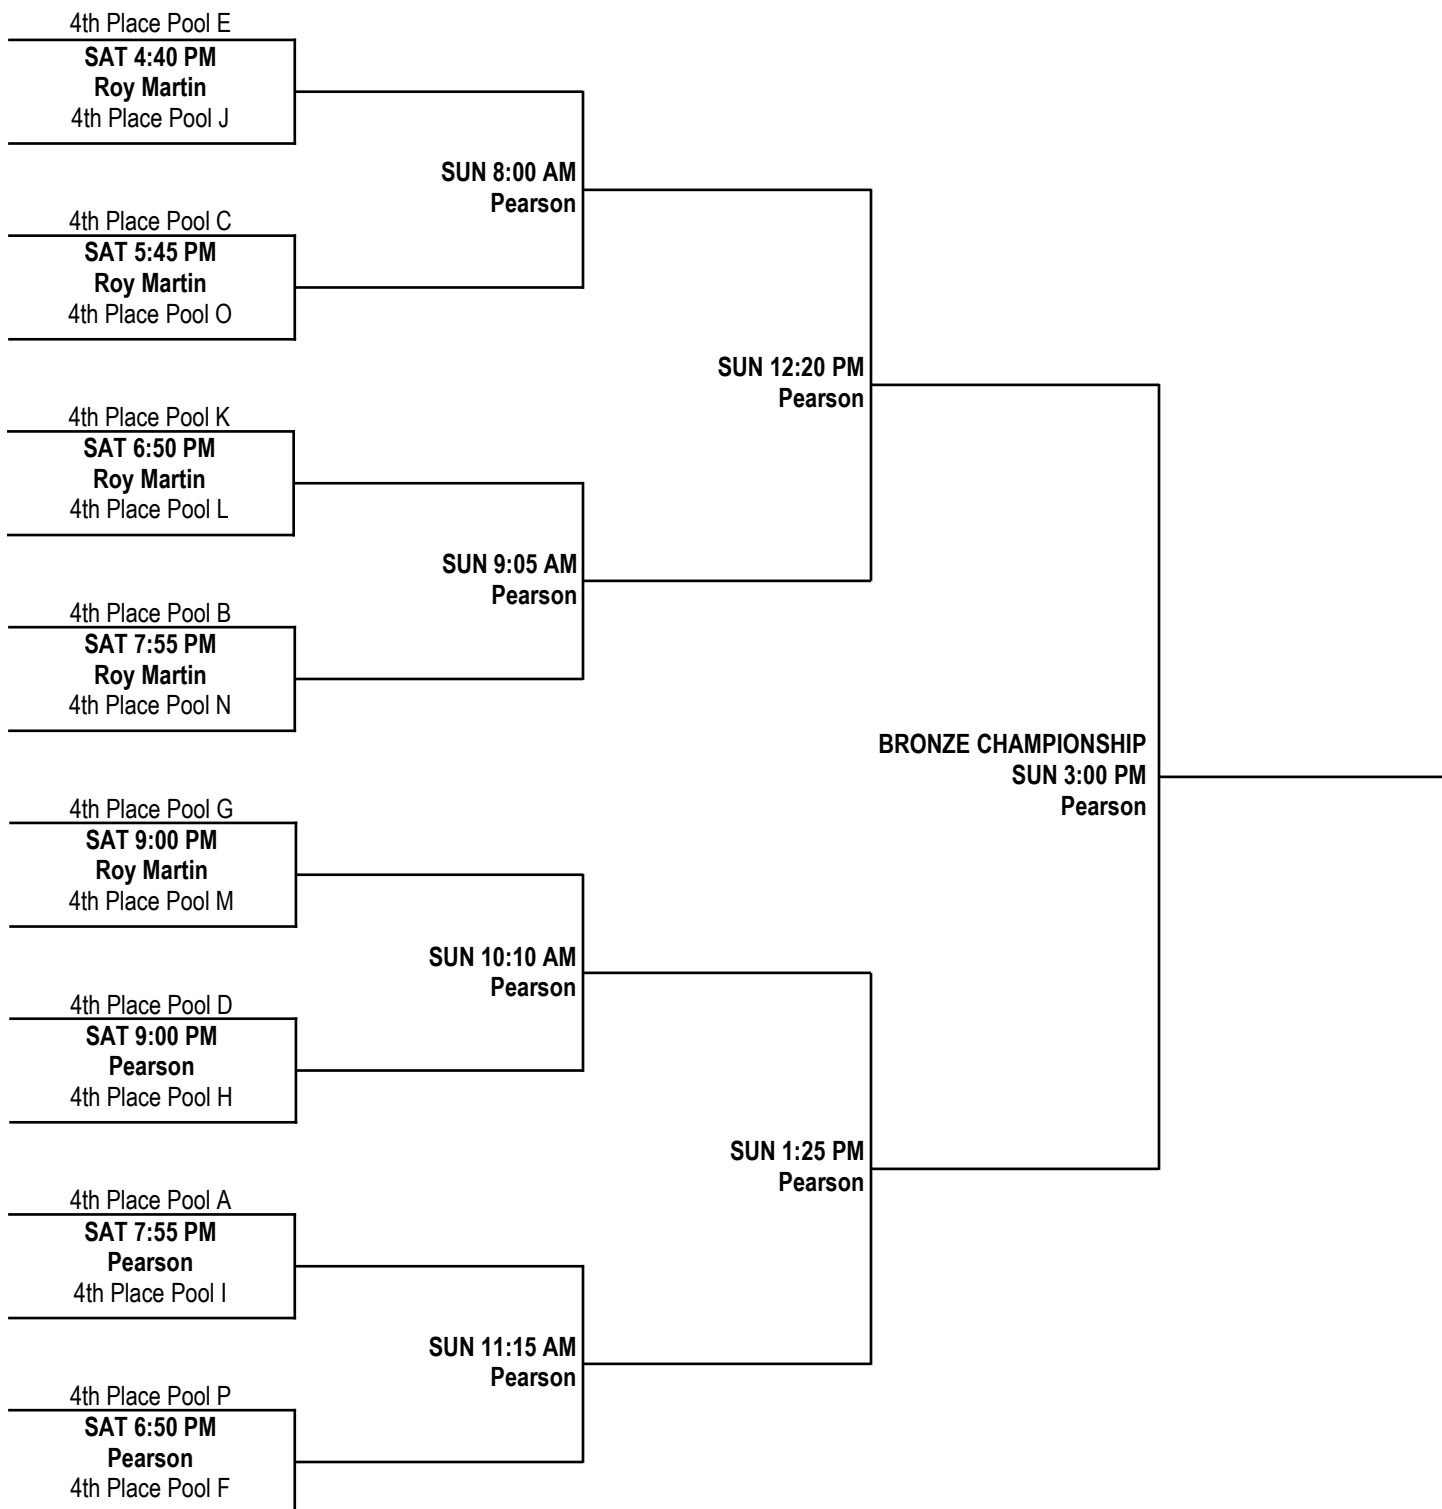 4th Place Pool E
SAT 4:40 PM
Roy Martin
4th Place Pool J
SUN 8:00 AM
Pearson
4th Place Pool C
SAT 5:45 PM
Roy Martin
4th Place Pool O
SUN 12:20 PM
Pearson
4th Place Pool K
SAT 6:50 PM
Roy Martin
4th Place Pool L
SUN 9:05 AM
Pearson
4th Place Pool B
SAT 7:55 PM
Roy Martin
4th Place Pool N
BRONZE CHAMPIONSHIP
SUN 3:00 PM
Pearson
4th Place Pool G
SAT 9:00 PM
Roy Martin
4th Place Pool M
SUN 10:10 AM
Pearson
4th Place Pool D
SAT 9:00 PM
Pearson
4th Place Pool H
SUN 1:25 PM
Pearson
4th Place Pool A
SAT 7:55 PM
Pearson
4th Place Pool I
SUN 11:15 AM
Pearson
4th Place Pool P
SAT 6:50 PM
Pearson
4th Place Pool F